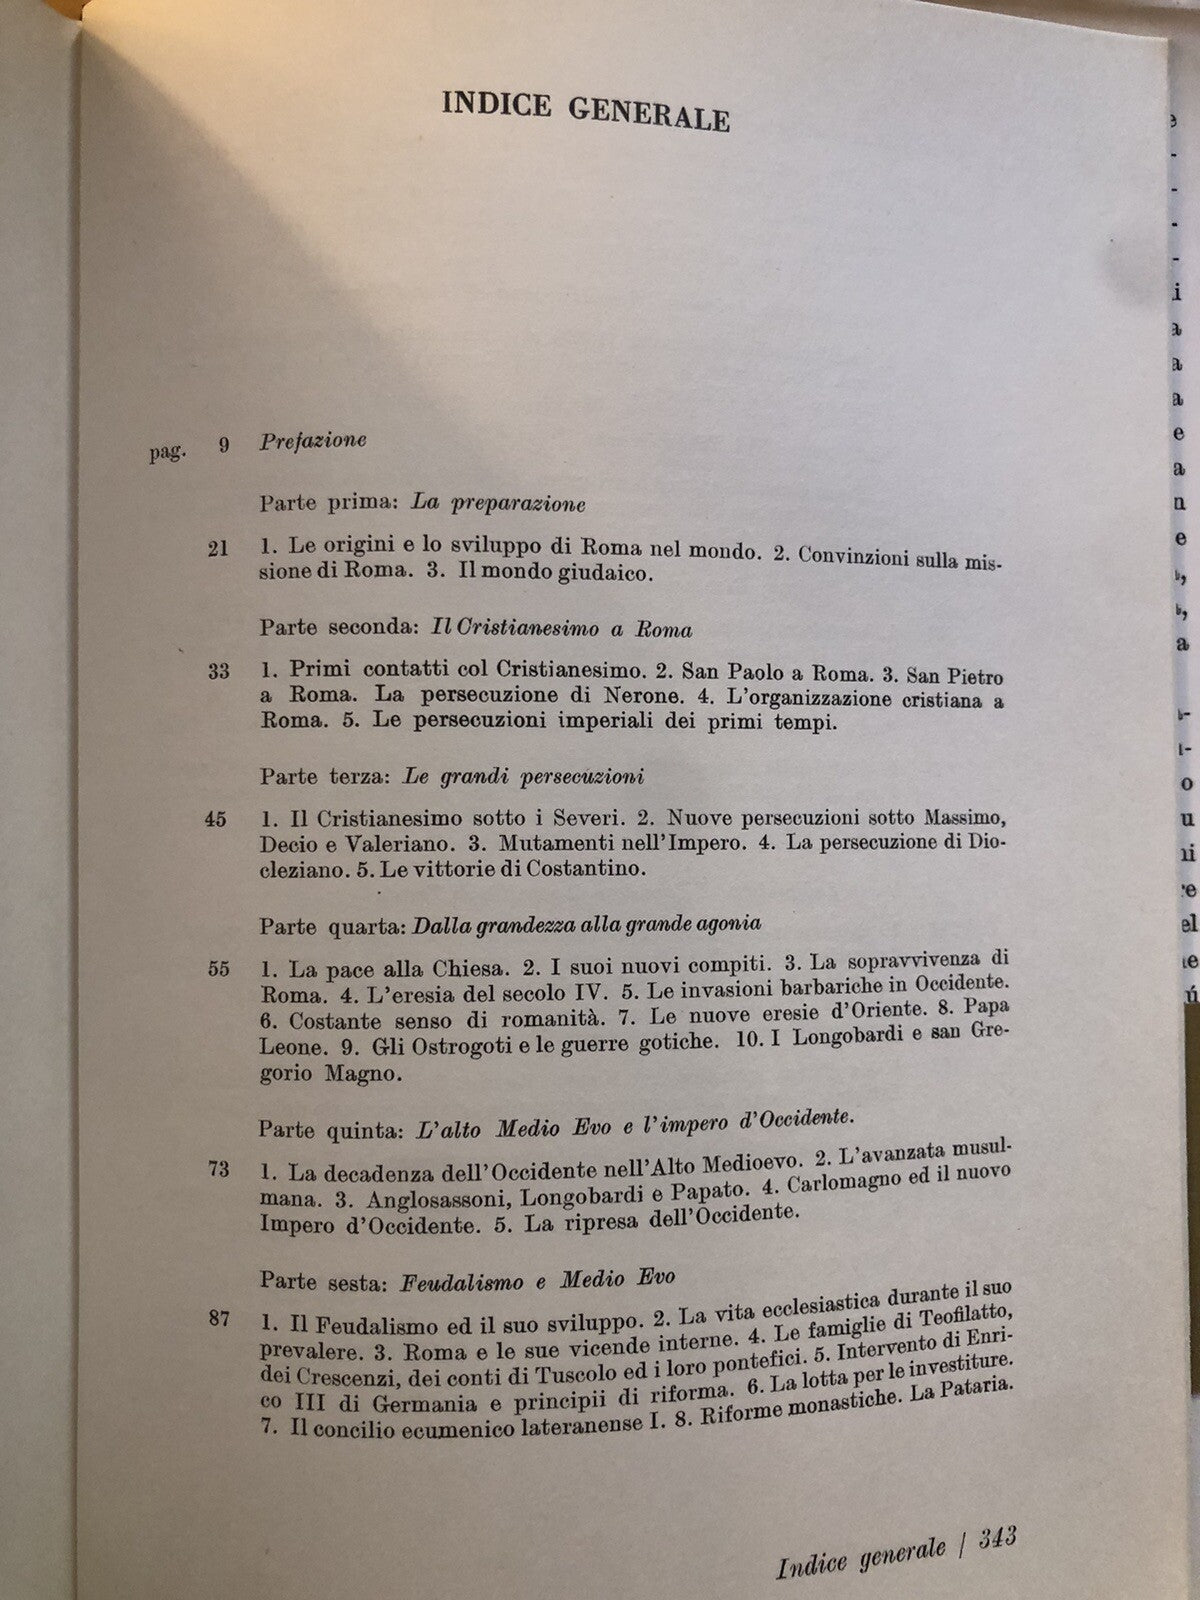 INDICE GENERALE
pag. 9 Prefazione
Parte prima: La preparazione
21 1. Le origini e lo sviluppo di Roma nel mondo. 2. Convinzioni sulla mis-
sione di Roma. 3. Il mondo giudaico.
Parte seconda: Il Cristianesimo a Roma
33 1. Primi contatti col Cristianesimo. 2. San Paolo a Roma. 3. San Pietro
a Roma. La persecuzione di Nerone. 4. L'organizzazione cristiana a
Roma. 5. Le persecuzioni imperiali dei primi tempi.
Parte terza: Le grandi persecuzioni
45 1. Il Cristianesimo sotto i Severi. 2. Nuove persecuzioni sotto Massimo,
Decio e Valeriano. 3. Mutamenti nell'Impero. 4. La persecuzione di Dio-
cleziano. 5. Le vittorie di Costantino.
Parte quarta: Dalla grandezza alla grande agonia
55 1. La pace alla Chiesa. 2. I suoi nuovi compiti. 3. La sopravvivenza di
Roma. 4. L'eresia del secolo IV. 5. Le invasioni barbariche in Occidente.
6. Costante senso di romanità. 7. Le nuove eresie d'Oriente. 8. Papa
Leone. 9. Gli Ostrogoti e le guerre gotiche. 10. I Longobardi e san Gre-
gorio Magno.
Parte quinta: L'alto Medio Evo e l'impero d'Occidente.
73 1. La decadenza dell'Occidente nell'Alto Medioevo. 2. L'avanzata musul-
mana. 3. Anglosassoni, Longobardi e Papato. 4. Carlomagno ed il nuovo
Impero d'Occidente. 5. La ripresa dell'Occidente.
Parte sesta: Feudalismo e Medio Evo
87 1. Il Feudalismo ed il suo sviluppo. 2. La vita ecclesiastica durante il suo
prevalere. 3. Roma e le sue vicende interne. 4. Le famiglie di Teofilatto,
dei Crescenzi, dei conti di Tuscolo ed i loro pontefici. 5. Intervento di Enri-
co III di Germania e principii di riforma. 6. La lotta per le investiture.
7. Il concilio ecumenico lateranense I. 8. Riforme monastiche. La Pataria.
Indice generale / 343